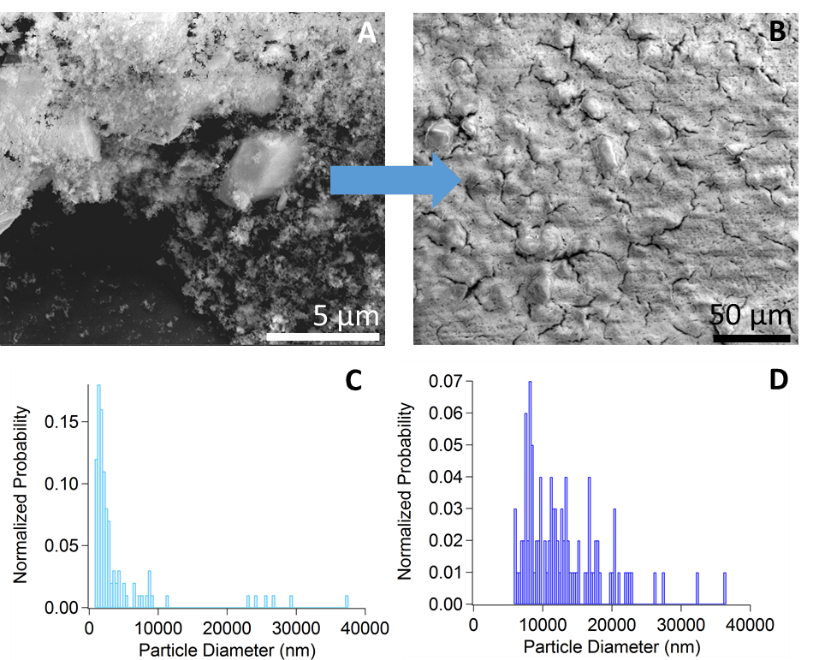 A
B
5 μm
50 μm
C
D
Normalized Probability
0.15
0.10
0.05
0.00
0 10000 20000 30000 40000
Particle Diameter (nm)
Normalized Probability
0.07
0.06
0.05
0.04
0.03
0.02
0.01
0.00
0 10000 20000 30000 40000
Particle Diameter (nm)